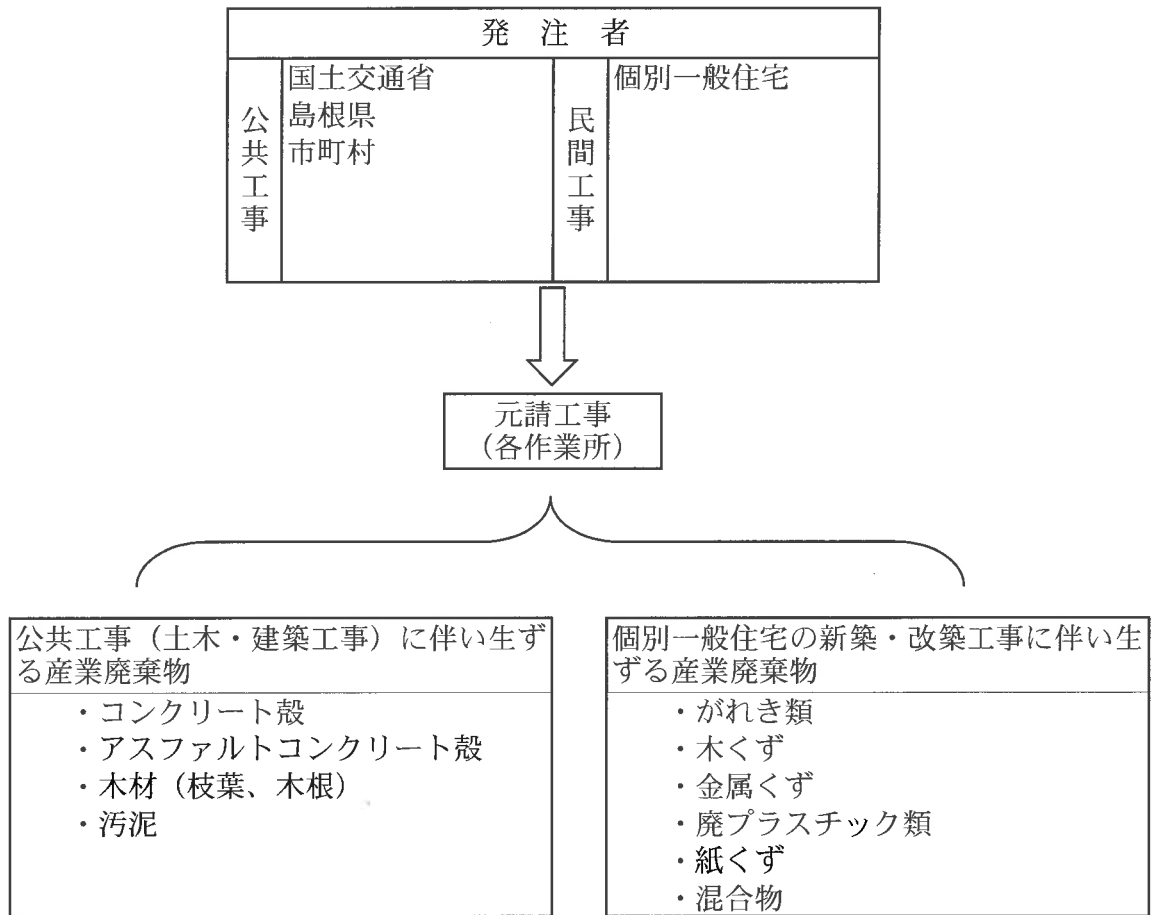 発　注　者
公共工事
国土交通省
島根県
市町村
民間工事
個別一般住宅
元請工事
（各作業所）
公共工事（土木・建築工事）に伴い生ず
る産業廃棄物
・コンクリート殻
・アスファルトコンクリート殻
・木材（枝葉、木根）
・汚泥
個別一般住宅の新築・改築工事に伴い生
ずる産業廃棄物
・がれき類
・木くず
・金属くず
・廃プラスチック類
・紙くず
・混合物